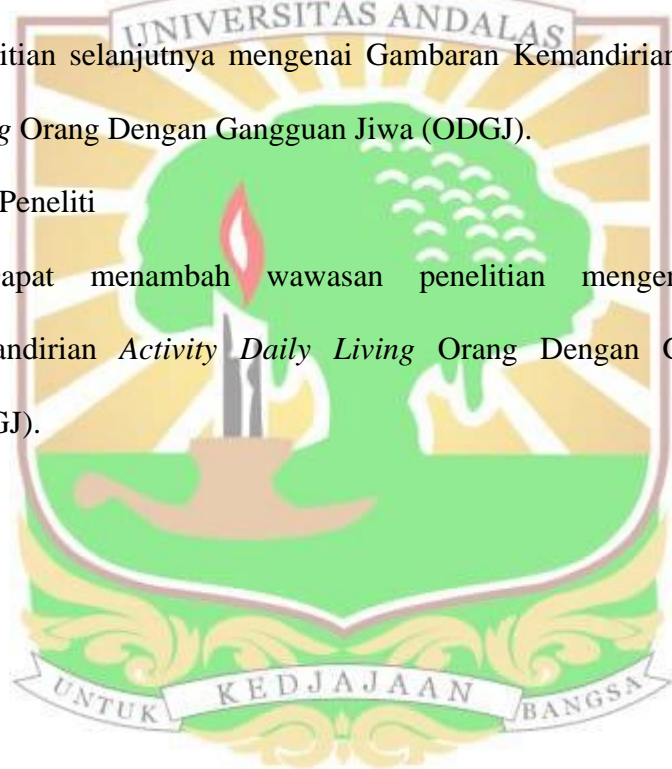 UNIVERSITAS ANDALAS
itian selanjutnya mengenai Gambaran Kemandirian
g Orang Dengan Gangguan Jiwa (ODGJ).
Peneliti
apat menambah wawasan penelitian menge
andirian Activity Daily Living Orang Dengan G
GJ).
UNTUK KEDJAJAAN BANGSA